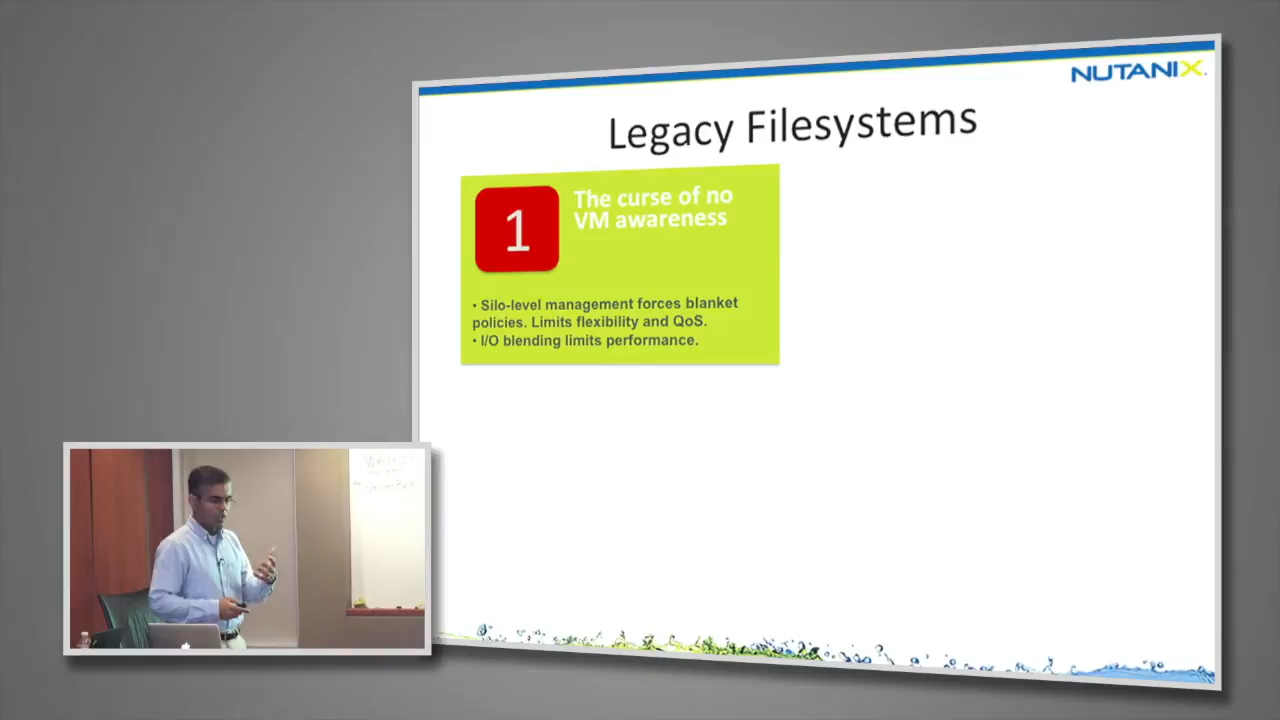 NUTANIX
Legacy Filesystems
1
The curse of no
VM awareness
• Silo-level management forces blanket
policies. Limits flexibility and QoS.
• I/O blending limits performance.